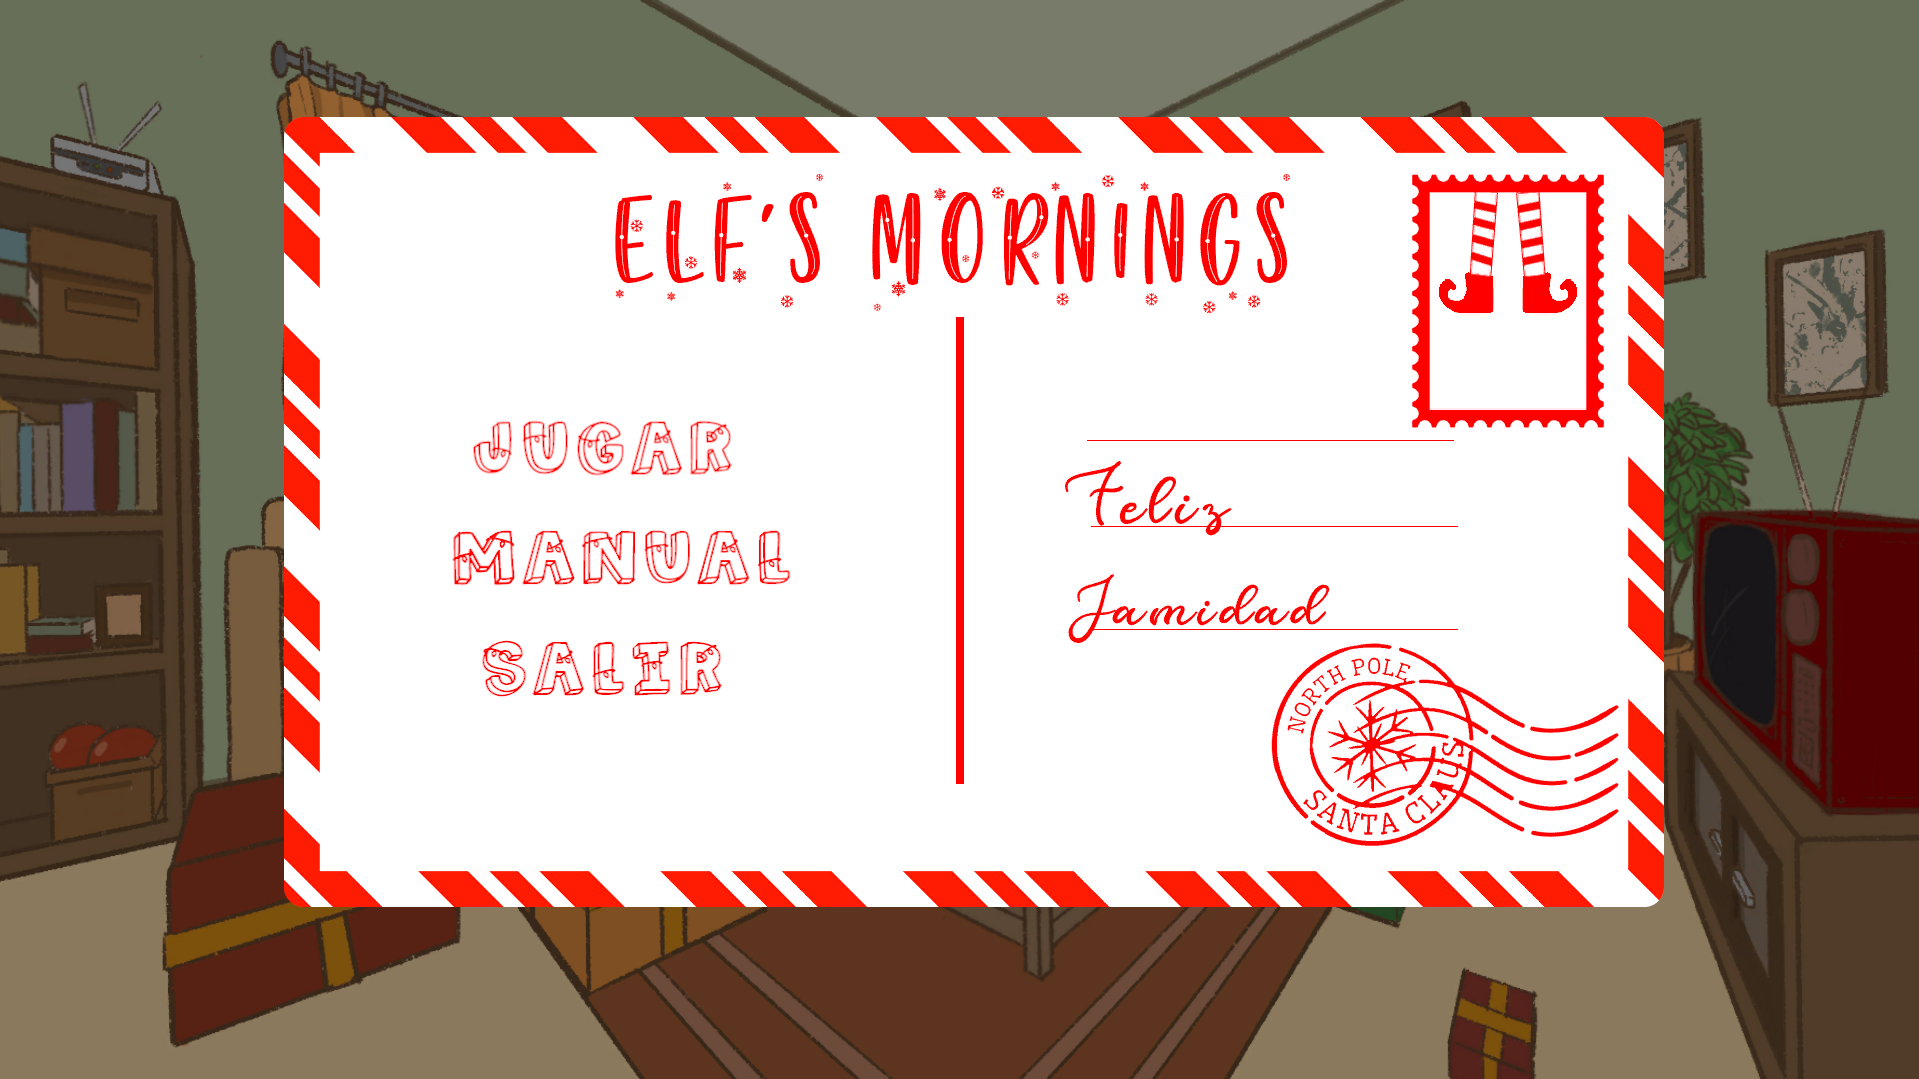 ELF'S MORNINGS
JUGAR
MANUAL
SALIR
Feliz
Jamidad
NORTH POLE
SANTA CLAUS